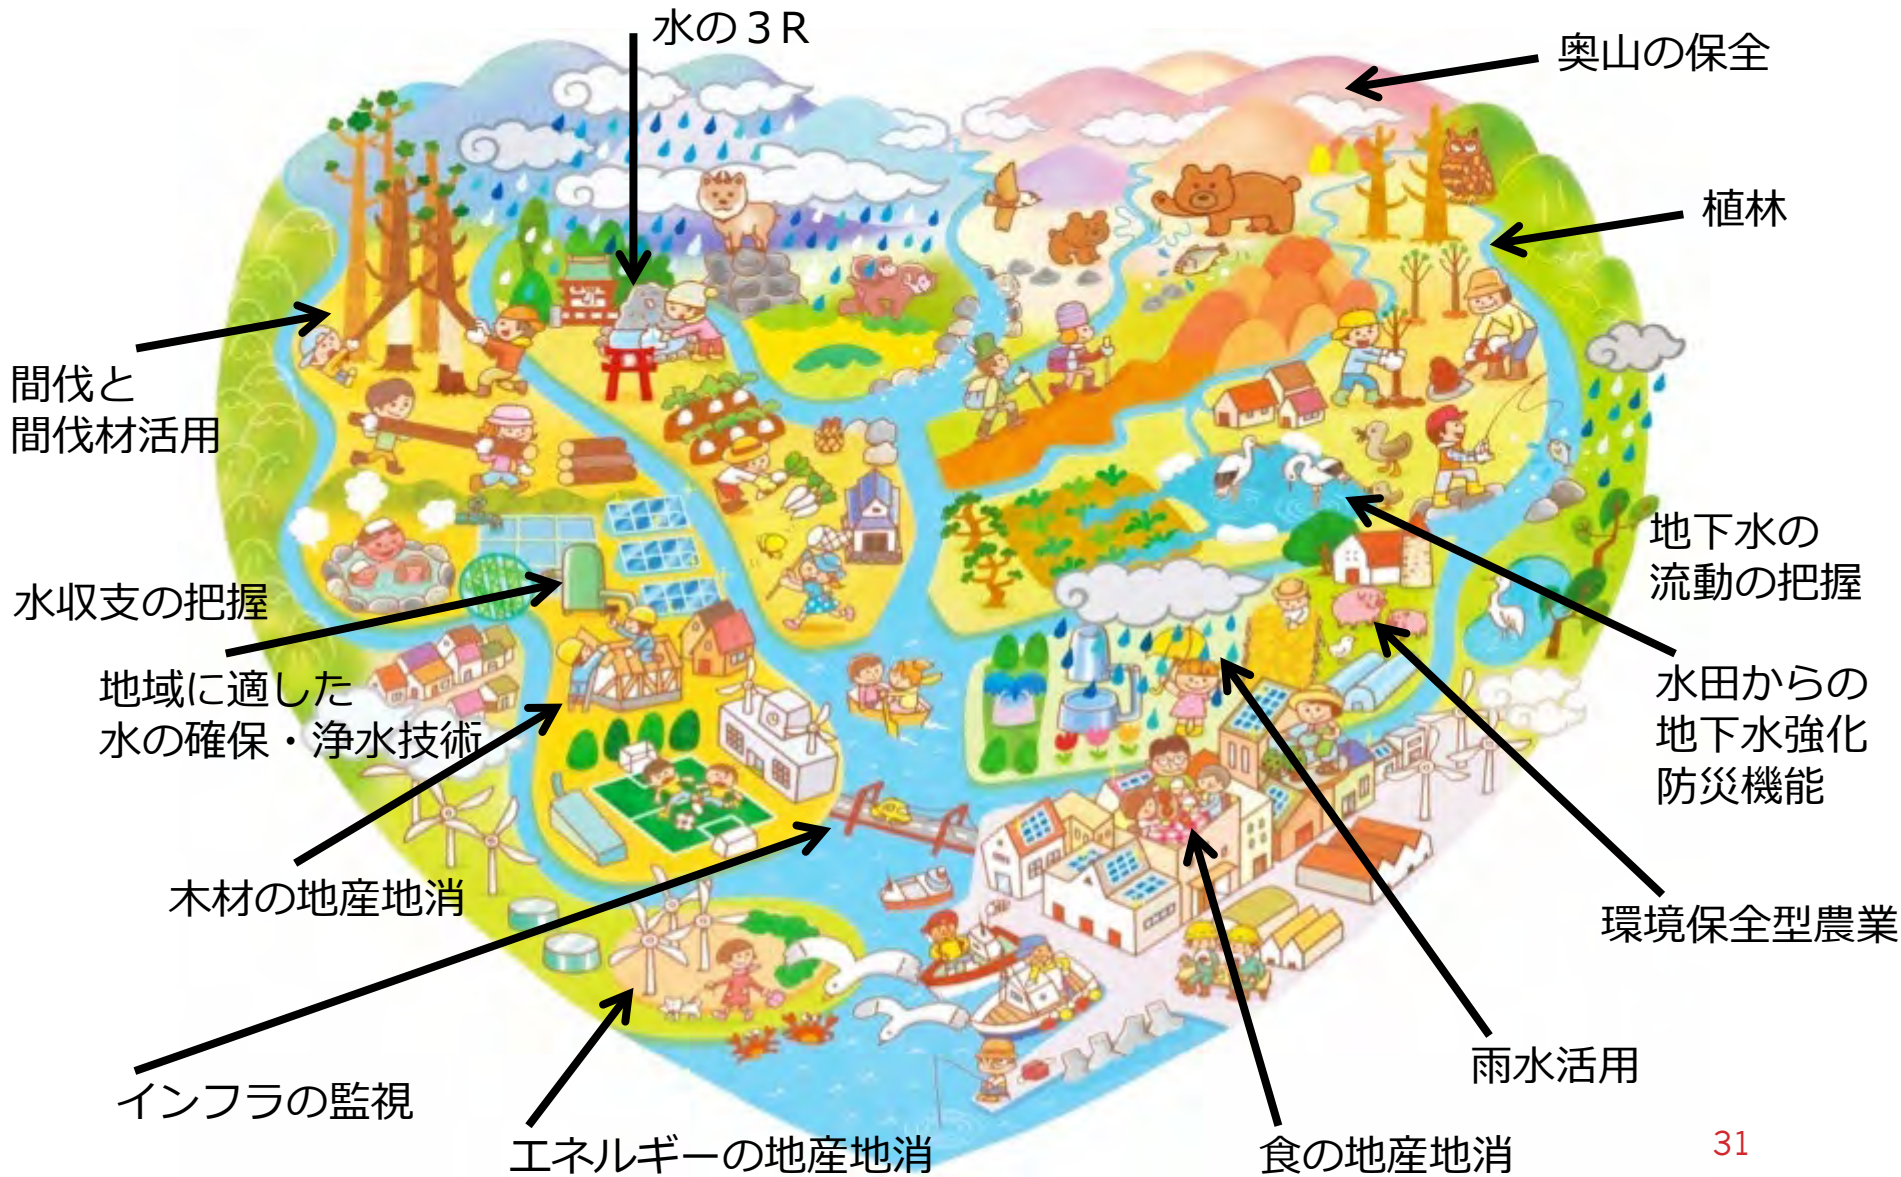 水の３Ｒ
奥山の保全
植林
間伐と
間伐材活用
地下水の
流動の把握
水収支の把握
地域に適した
水の確保・浄水技術
水田からの
地下水強化
防災機能
木材の地産地消
環境保全型農業
雨水活用
インフラの監視
エネルギーの地産地消
食の地産地消
31